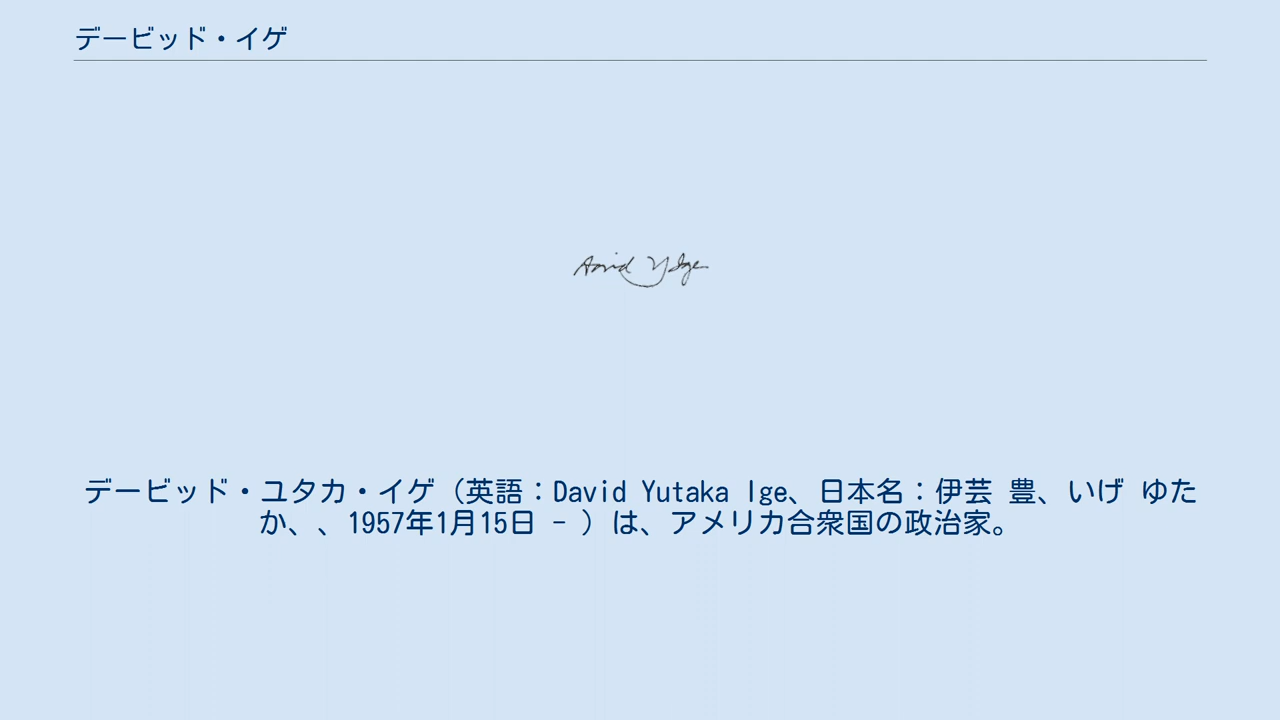 デービッド・イゲ
David Y Ige
デービッド・ユタカ・イゲ（英語：David Yutaka Ige、日本名：伊芸 豊、いげ ゆた
か、、1957年1月15日 - ）は、アメリカ合衆国の政治家。